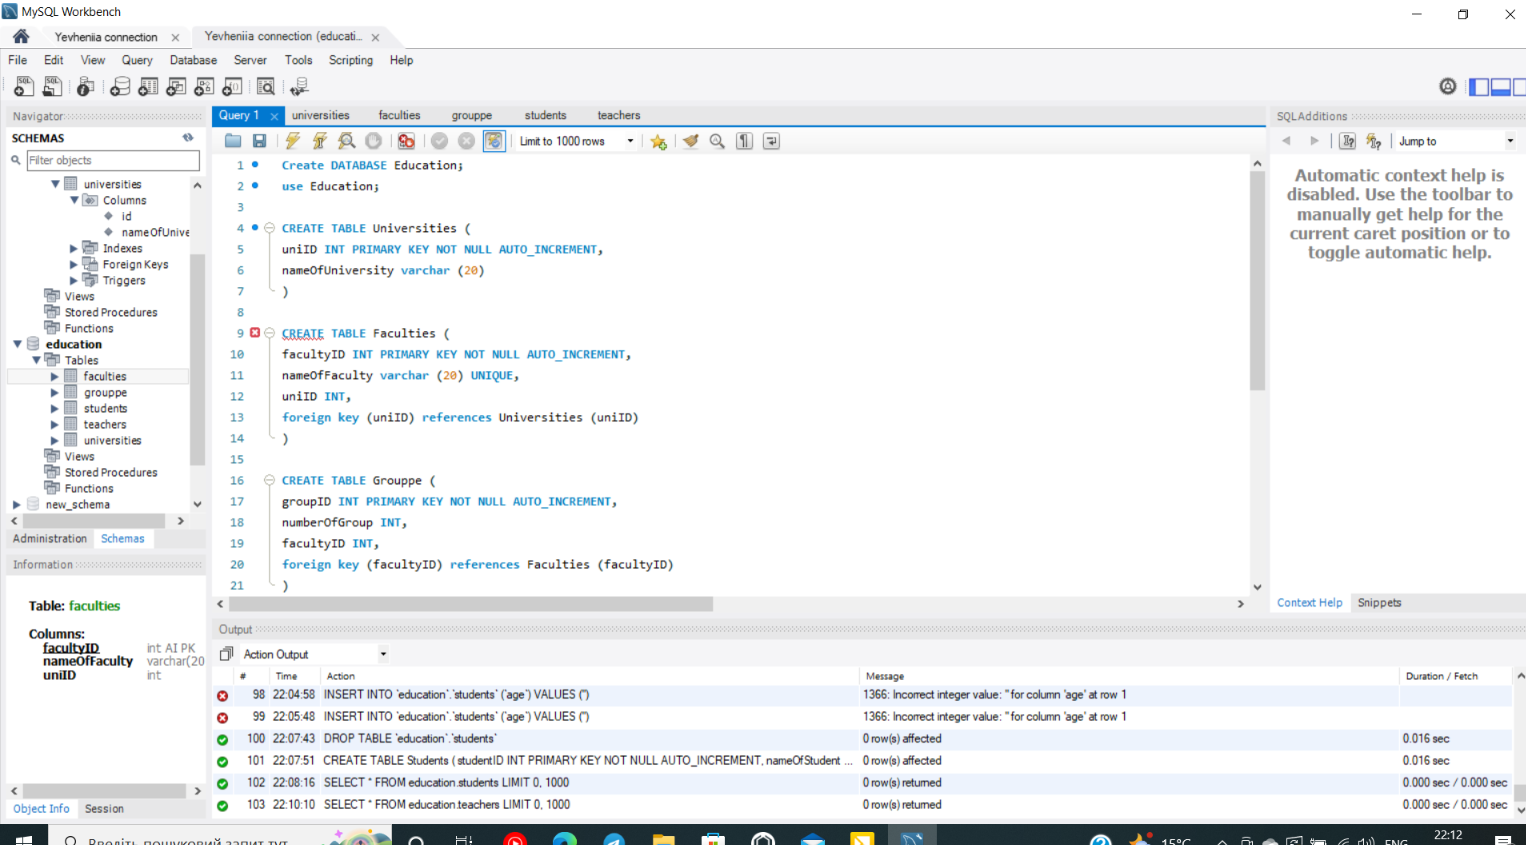 MySQL Workbench
Yevheniia connection
Yevheniia connection (educati...
File Edit View Query Database Server Tools Scripting Help
Navigator
SCHEMAS
Filter objects
universities
Columns
id
nameOfUnive
Indexes
Foreign Keys
Triggers
Views
Stored Procedures
Functions
education
Tables
faculties
grouppe
students
teachers
universities
Views
Stored Procedures
Functions
new_schema
Administration Schemas
Information
Table: faculties
Columns:
facultyID int AI PK
nameOfFaculty varchar(20
uniID int
Object Info Session
Query 1 universities faculties grouppe students teachers
Limit to 1000 rows
1 Create DATABASE Education;
2 use Education;
3
4 CREATE TABLE Universities (
5 uniID INT PRIMARY KEY NOT NULL AUTO_INCREMENT,
6 nameOfUniversity varchar (20)
7 )
8
9 CREATE TABLE Faculties (
10 facultyID INT PRIMARY KEY NOT NULL AUTO_INCREMENT,
11 nameOfFaculty varchar (20) UNIQUE,
12 uniID INT,
13 foreign key (uniID) references Universities (uniID)
14 )
15
16 CREATE TABLE Grouppe (
17 groupID INT PRIMARY KEY NOT NULL AUTO_INCREMENT,
18 numberOfGroup INT,
19 facultyID INT,
20 foreign key (facultyID) references Faculties (facultyID)
21 )
SQLAdditions
Jump to
Automatic context help is
disabled. Use the toolbar to
manually get help for the
current caret position or to
toggle automatic help.
Context Help Snippets
Output
Action Output
# Time Action Message Duration / Fetch
98 22:04:58 INSERT INTO `education`.`students` (`age`) VALUES ('') 1366: Incorrect integer value: '' for column 'age' at row 1
99 22:05:48 INSERT INTO `education`.`students` (`age`) VALUES ('') 1366: Incorrect integer value: '' for column 'age' at row 1
100 22:07:43 DROP TABLE `education`.`students` 0 row(s) affected 0.016 sec
101 22:07:51 CREATE TABLE Students ( studentID INT PRIMARY KEY NOT NULL AUTO_INCREMENT, nameOfStudent ... 0 row(s) affected 0.016 sec
102 22:08:16 SELECT * FROM education.students LIMIT 0, 1000 0 row(s) returned 0.000 sec / 0.000 sec
103 22:10:10 SELECT * FROM education.teachers LIMIT 0, 1000 0 row(s) returned 0.000 sec / 0.000 sec
Введіть пошуковий запит тут
15°C ENG 22:12